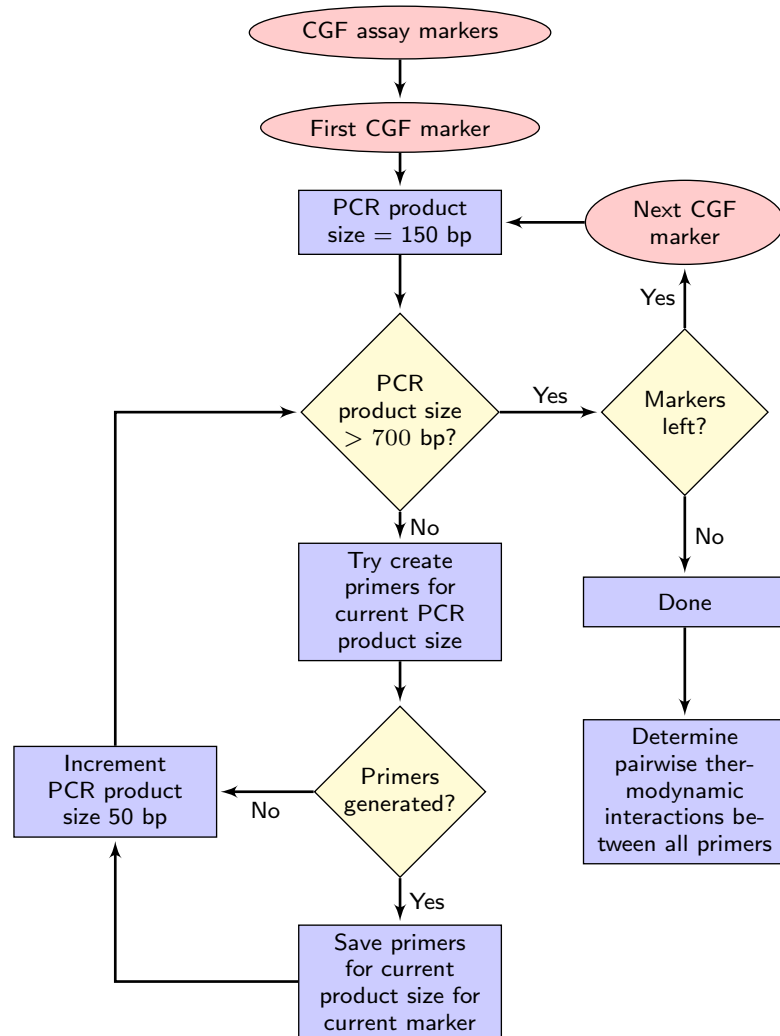 CGF assay markers
First CGF marker
PCR product
size = 150 bp
Next CGF
marker
Yes
PCR
product size
> 700 bp?
Yes
Markers
left?
No
No
Try create
primers for
current PCR
product size
Done
Increment
PCR product
size 50 bp
No
Primers
generated?
Determine
pairwise ther-
modynamic
interactions be-
tween all primers
Yes
Save primers
for current
product size for
current marker